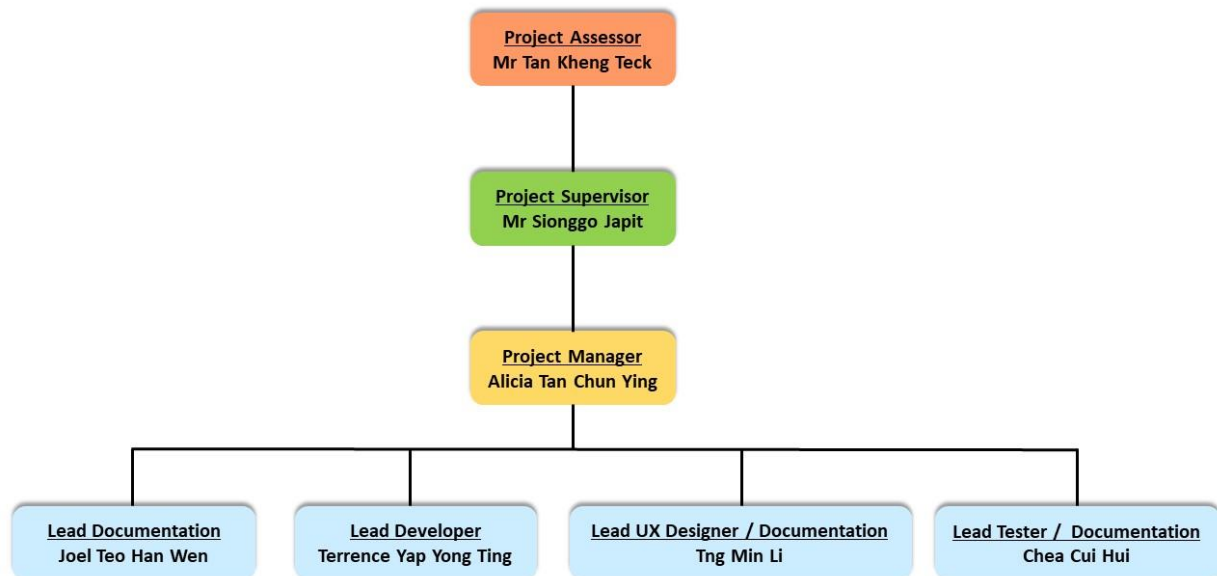 Project Assessor
Mr Tan Kheng Teck
Project Supervisor
Mr Sionggo Japit
Project Manager
Alicia Tan Chun Ying
Lead Documentation
Joel Teo Han Wen
Lead Developer
Terrence Yap Yong Ting
Lead UX Designer / Documentation
Tng Min Li
Lead Tester / Documentation
Chea Cui Hui